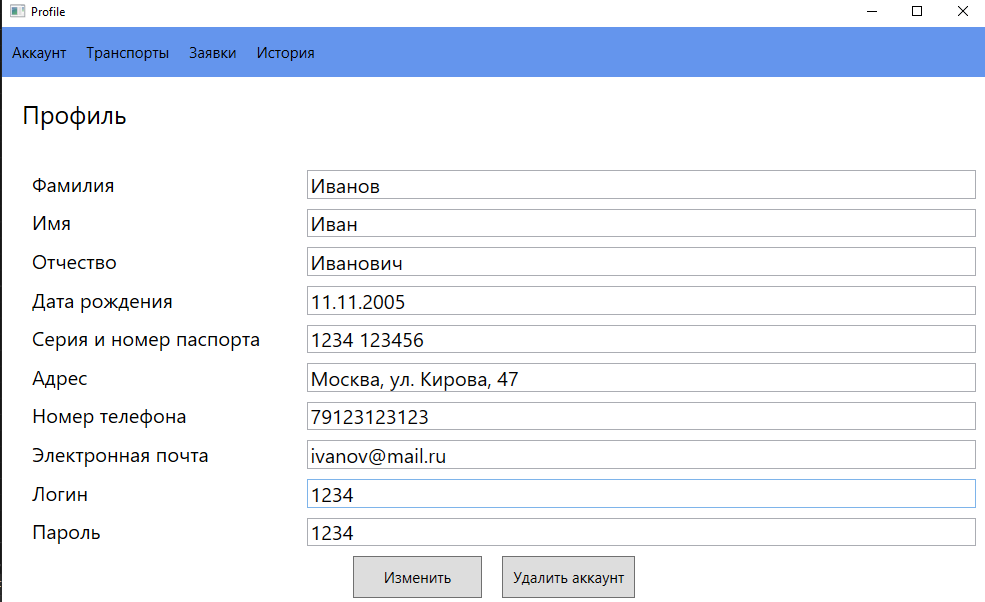 Profile
Аккаунт Транспорты Заявки История
Профиль
Фамилия Иванов
Имя Иван
Отчество Иванович
Дата рождения 11.11.2005
Серия и номер паспорта 1234 123456
Адрес Москва, ул. Кирова, 47
Номер телефона 79123123123
Электронная почта ivanov@mail.ru
Логин 1234
Пароль 1234
Изменить Удалить аккаунт